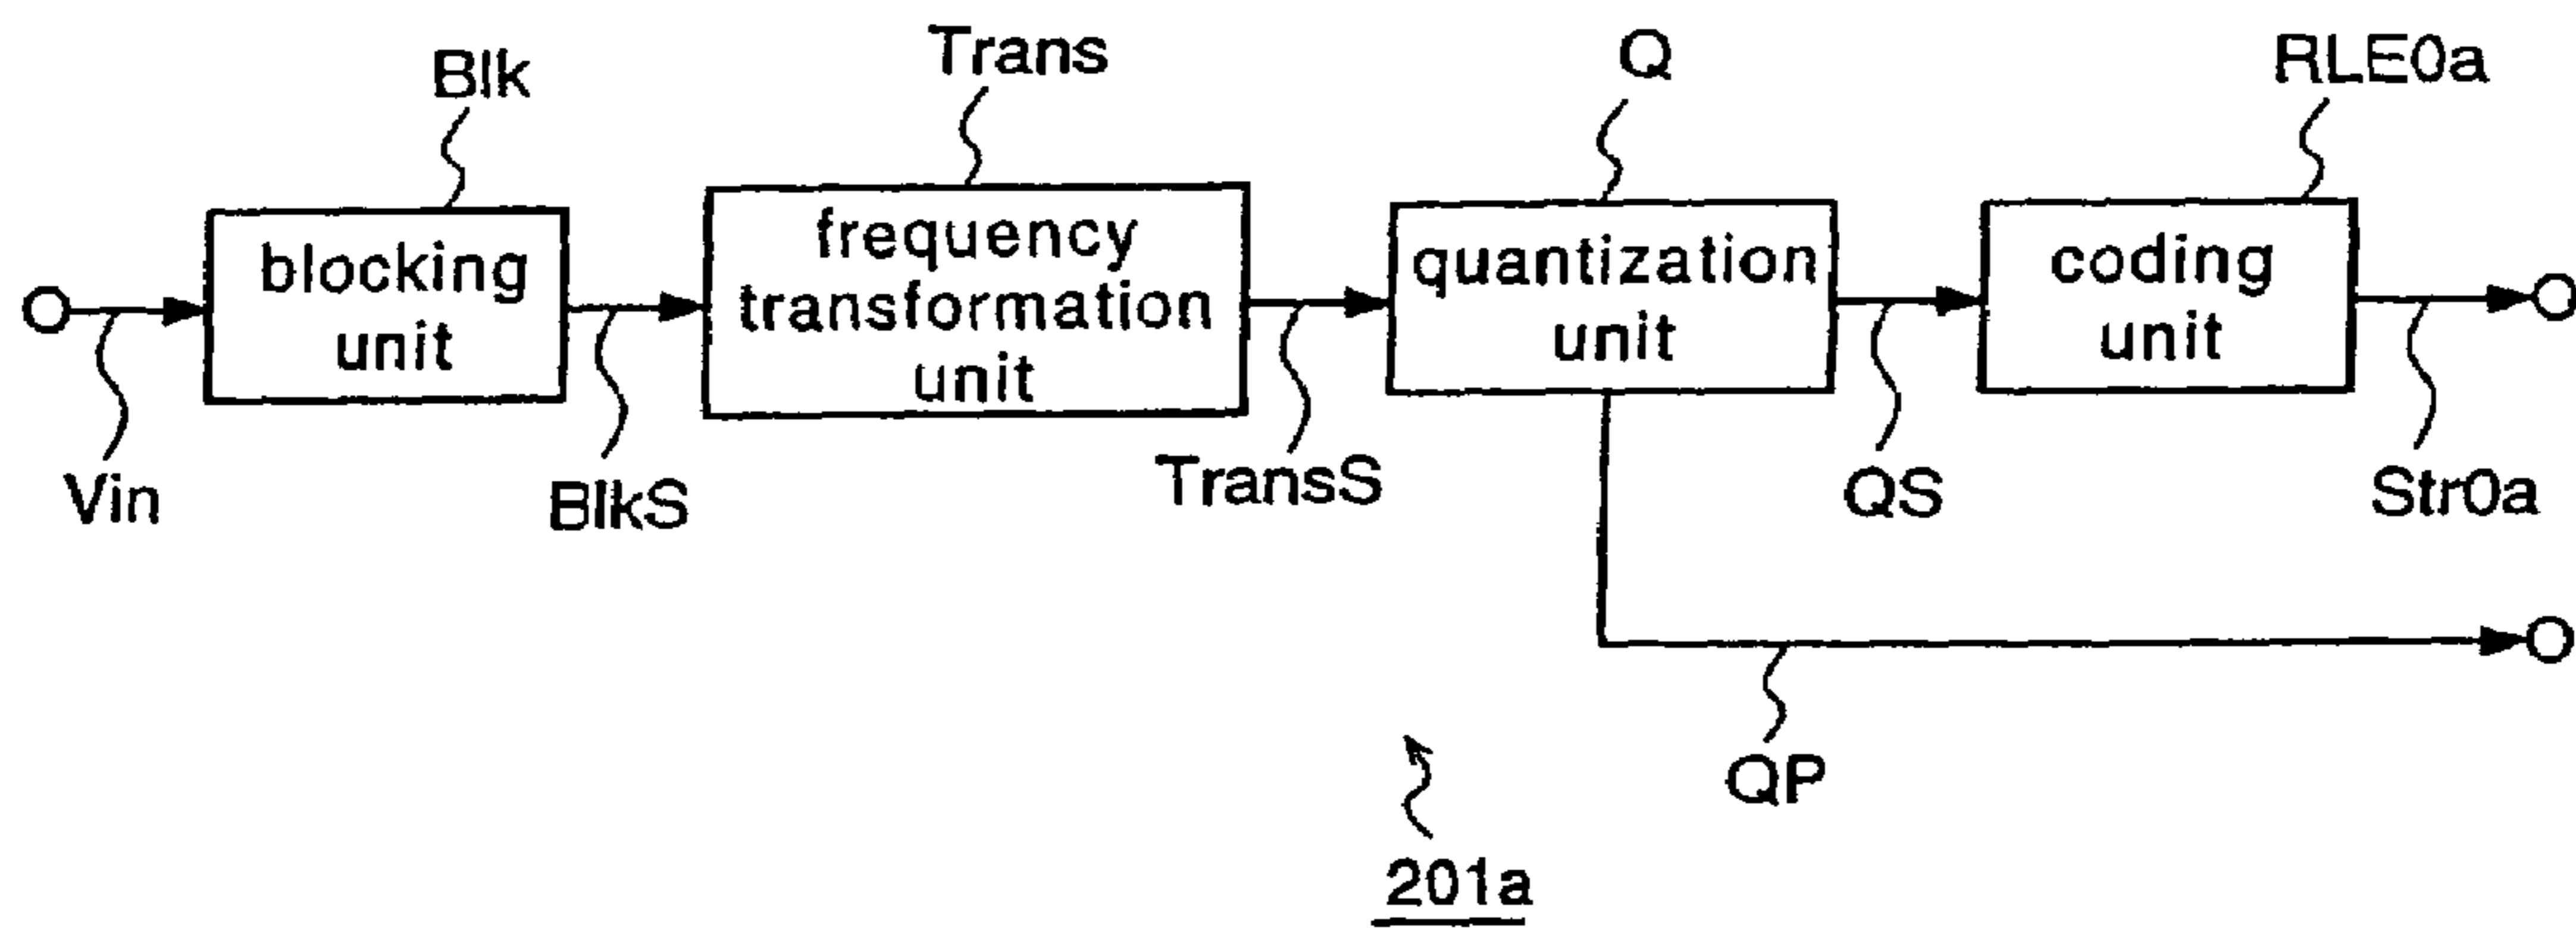 Blk
Trans
Q
RLE0a
blocking
unit
frequency
transformation
unit
quantization
unit
coding
unit
Vin
BlkS
TransS
QS
Str0a
QP
201a